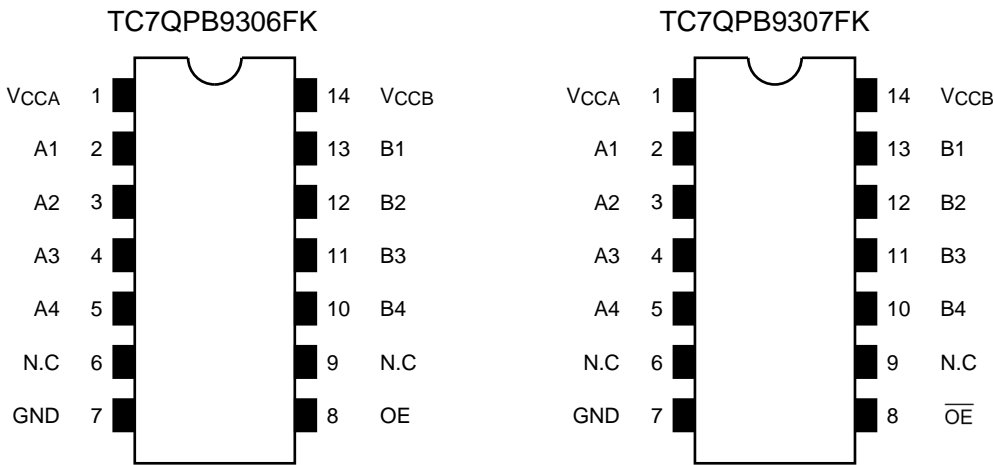 TC7QPB9306FK
VCCA 1 14 VCCB
A1 2 13 B1
A2 3 12 B2
A3 4 11 B3
A4 5 10 B4
N.C 6 9 N.C
GND 7 8 OE
TC7QPB9307FK
VCCA 1 14 VCCB
A1 2 13 B1
A2 3 12 B2
A3 4 11 B3
A4 5 10 B4
N.C 6 9 N.C
GND 7 8 O̅E̅